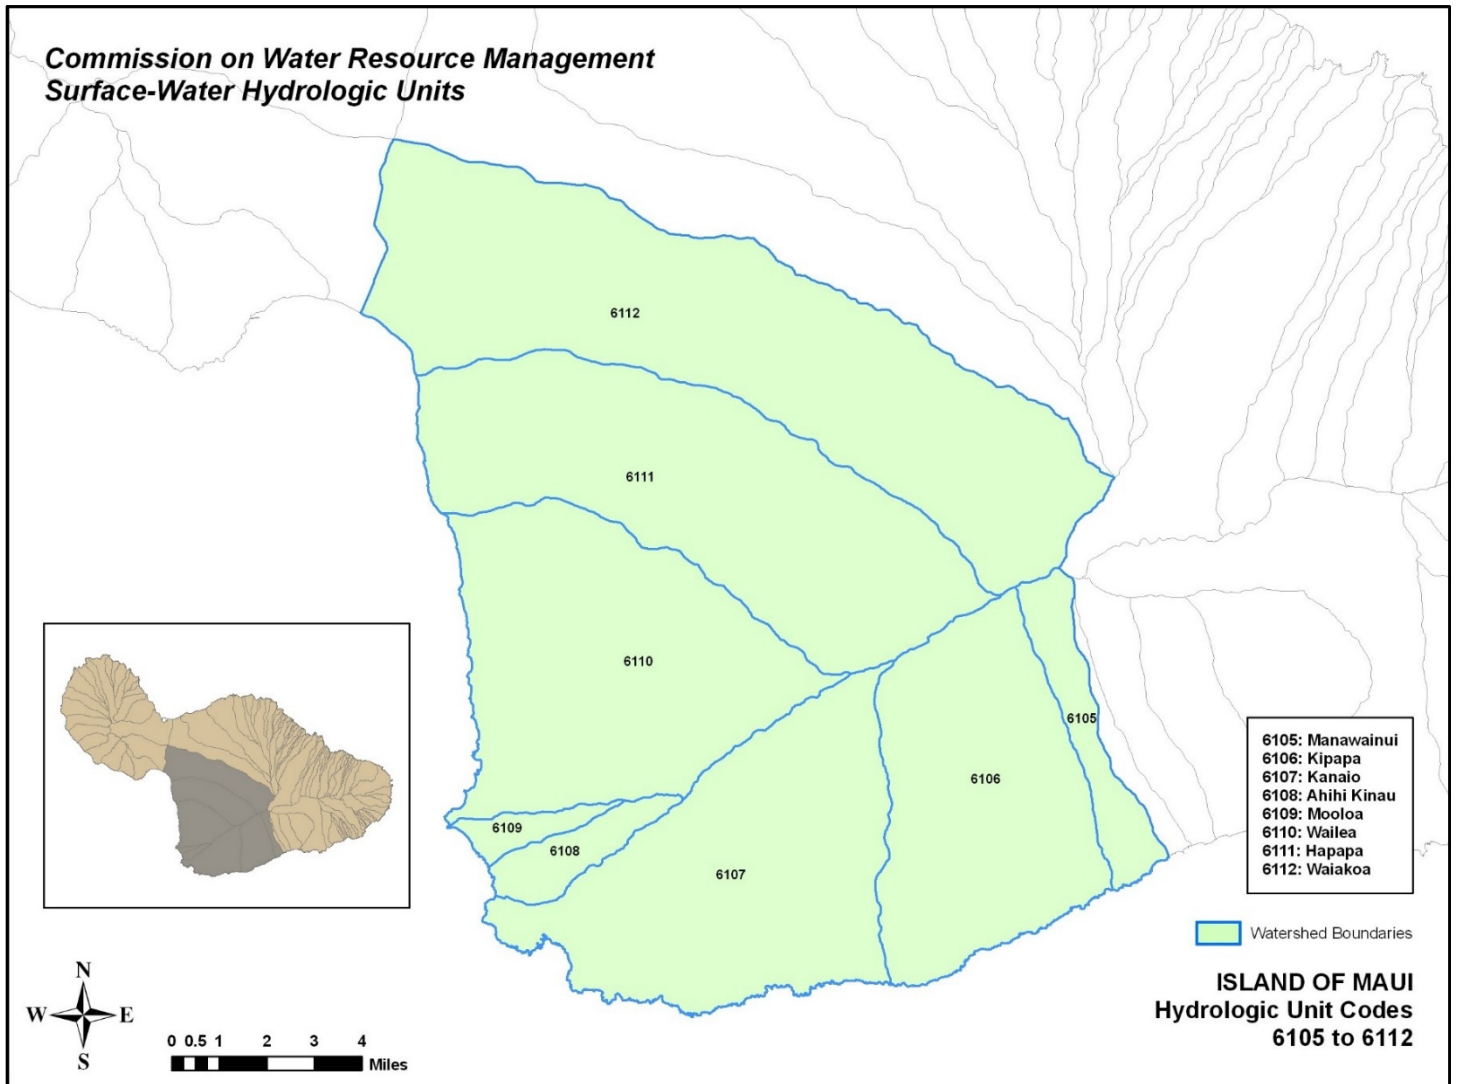 Commission on Water Resource Management
Surface-Water Hydrologic Units
6112
6111
6110
6105
6106
6109
6108
6107
6105: Manawainui
6106: Kipapa
6107: Kanaio
6108: Ahihi Kinau
6109: Mooloa
6110: Wailea
6111: Hapapa
6112: Waiakoa
Watershed Boundaries
ISLAND OF MAUI
Hydrologic Unit Codes
6105 to 6112
N
W E
S
0 0.5 1 2 3 4
Miles